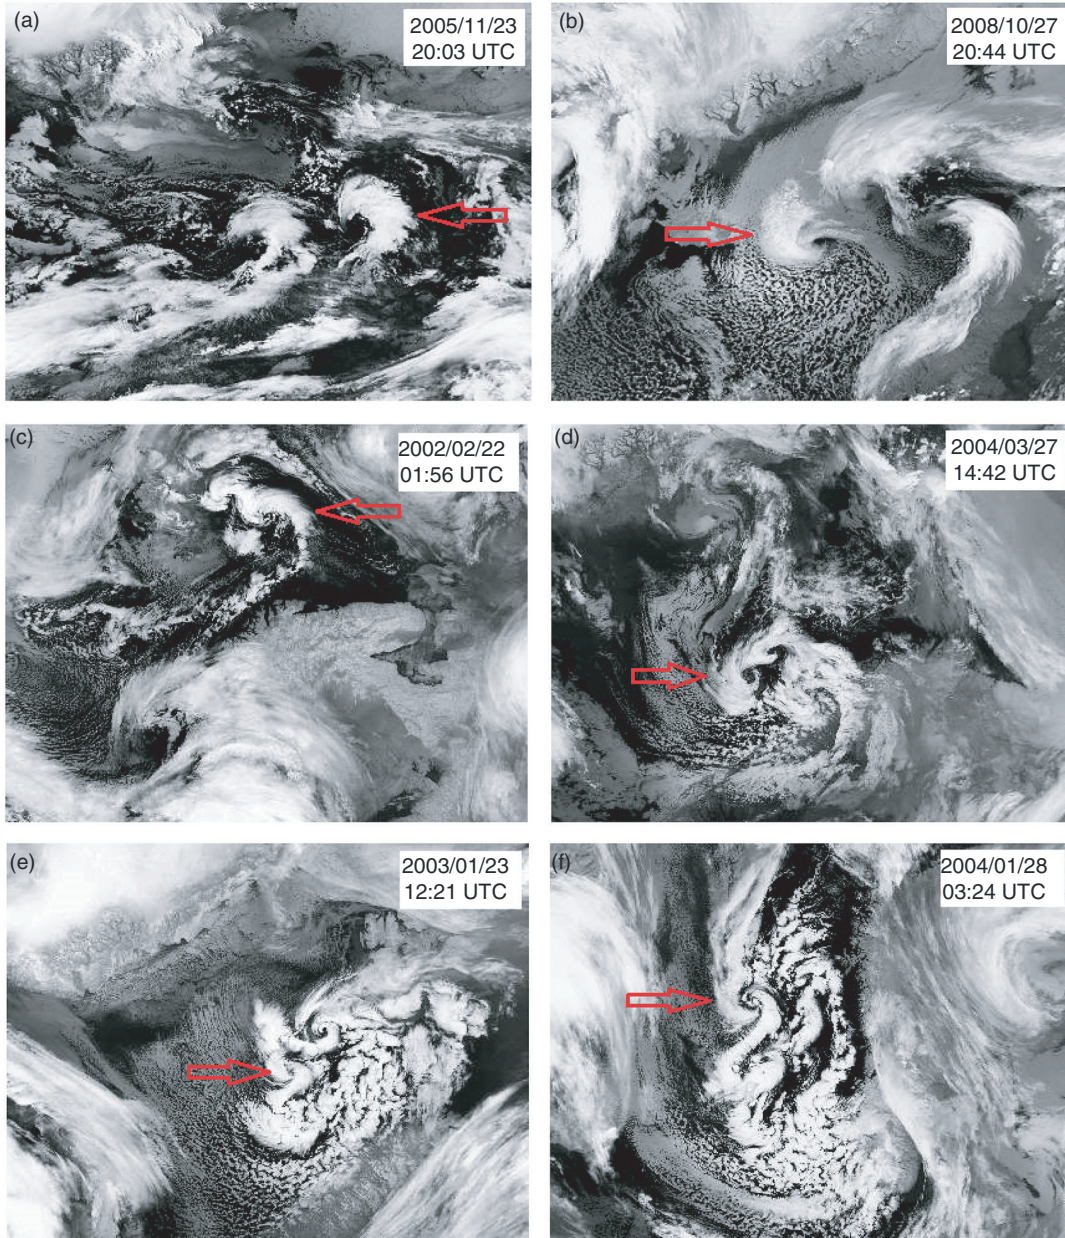 (a)
2005/11/23
20:03 UTC
(b)
2008/10/27
20:44 UTC
(c)
2002/02/22
01:56 UTC
(d)
2004/03/27
14:42 UTC
(e)
2003/01/23
12:21 UTC
(f)
2004/01/28
03:24 UTC